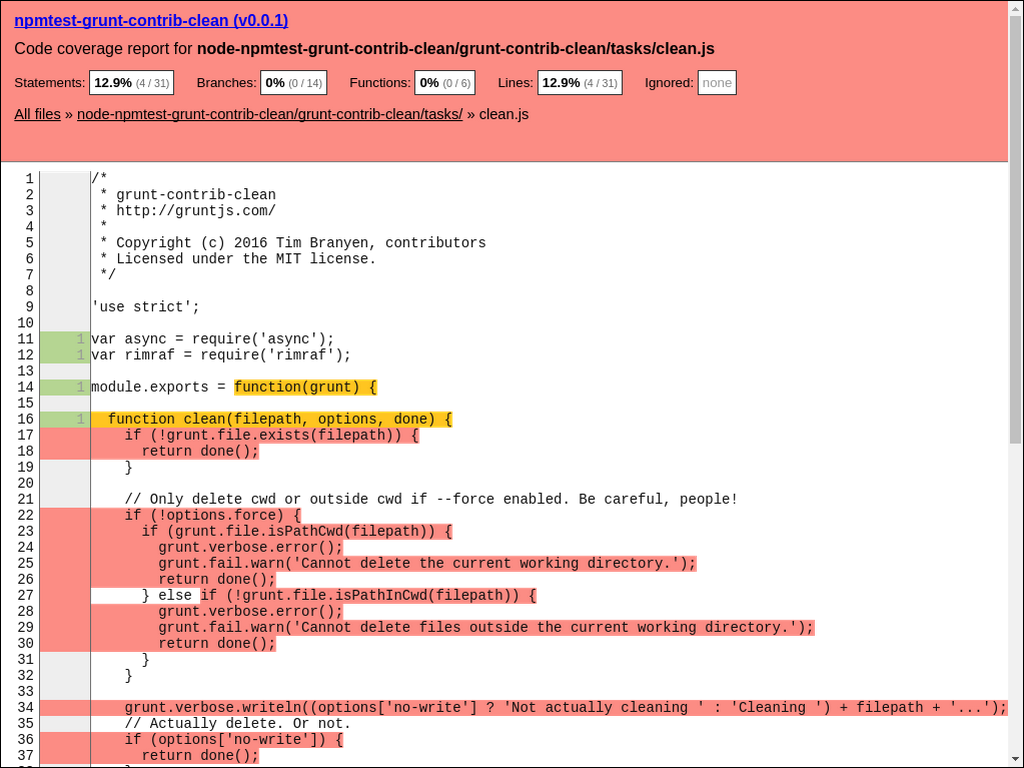 npmtest-grunt-contrib-clean (v0.0.1)
Code coverage report for node-npmtest-grunt-contrib-clean/grunt-contrib-clean/tasks/clean.js
Statements: 12.9% (4 / 31) Branches: 0% (0 / 14) Functions: 0% (0 / 6) Lines: 12.9% (4 / 31) Ignored: none
All files » node-npmtest-grunt-contrib-clean/grunt-contrib-clean/tasks/ » clean.js
1 /*
2  * grunt-contrib-clean
3  * http://gruntjs.com/
4  *
5  * Copyright (c) 2016 Tim Branyen, contributors
6  * Licensed under the MIT license.
7  */
8
9 'use strict';
10
11 1 var async = require('async');
12 1 var rimraf = require('rimraf');
13
14 1 module.exports = function(grunt) {
15
16 1   function clean(filepath, options, done) {
17     if (!grunt.file.exists(filepath)) {
18       return done();
19     }
20
21     // Only delete cwd or outside cwd if --force enabled. Be careful, people!
22     if (!options.force) {
23       if (grunt.file.isPathCwd(filepath)) {
24         grunt.verbose.error();
25         grunt.fail.warn('Cannot delete the current working directory.');
26         return done();
27       } else if (!grunt.file.isPathInCwd(filepath)) {
28         grunt.verbose.error();
29         grunt.fail.warn('Cannot delete files outside the current working directory.');
30         return done();
31       }
32     }
33
34     grunt.verbose.writeln((options['no-write'] ? 'Not actually cleaning ' : 'Cleaning ') + filepath + '...');
35     // Actually delete. Or not.
36     if (options['no-write']) {
37       return done();